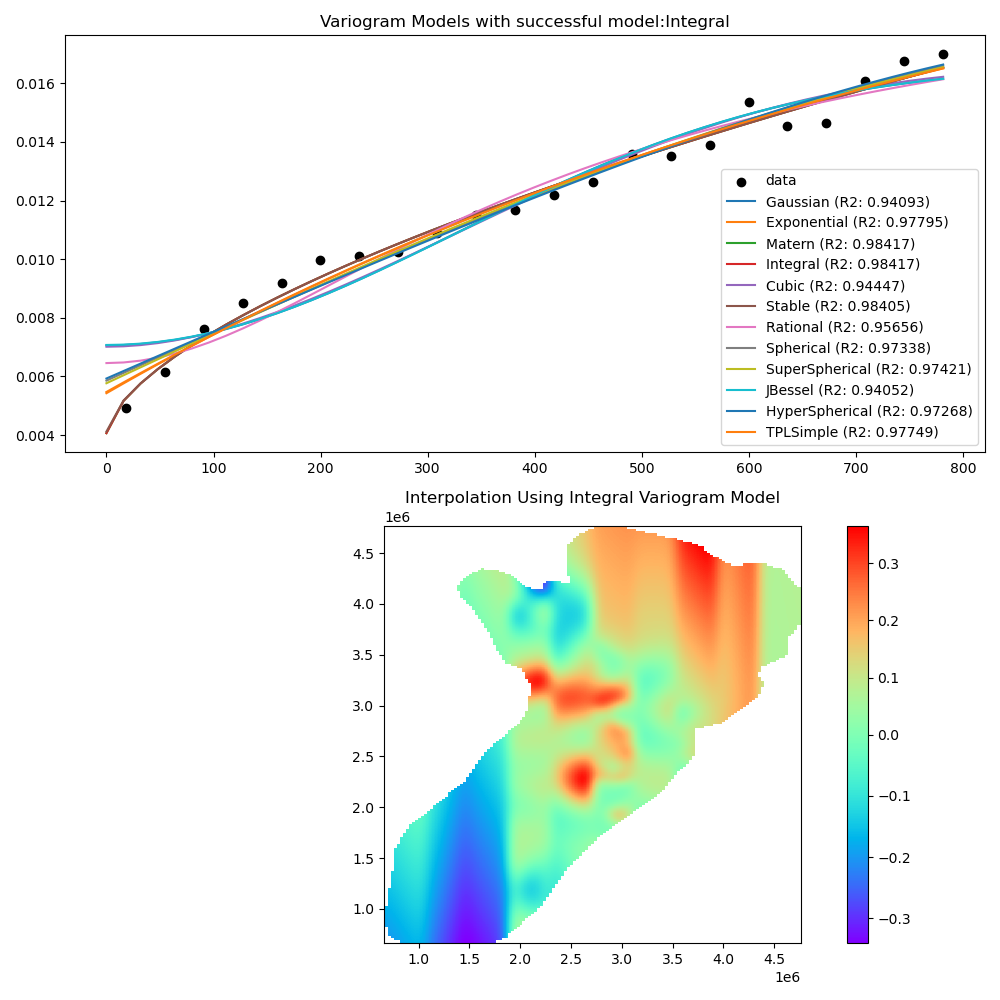 Variogram Models with successful model:Integral
0.016
0.014
0.012
0.010
0.008
0.006
0.004
0 100 200 300 400 500 600 700 800
data
Gaussian (R2: 0.94093)
Exponential (R2: 0.97795)
Matern (R2: 0.98417)
Integral (R2: 0.98417)
Cubic (R2: 0.94447)
Stable (R2: 0.98405)
Rational (R2: 0.95656)
Spherical (R2: 0.97338)
SuperSpherical (R2: 0.97421)
JBessel (R2: 0.94052)
HyperSpherical (R2: 0.97268)
TPLSimple (R2: 0.97749)
Interpolation Using Integral Variogram Model
1e6
4.5
4.0
3.5
3.0
2.5
2.0
1.5
1.0
1.0 1.5 2.0 2.5 3.0 3.5 4.0 4.5
1e6
0.3
0.2
0.1
0.0
−0.1
−0.2
−0.3